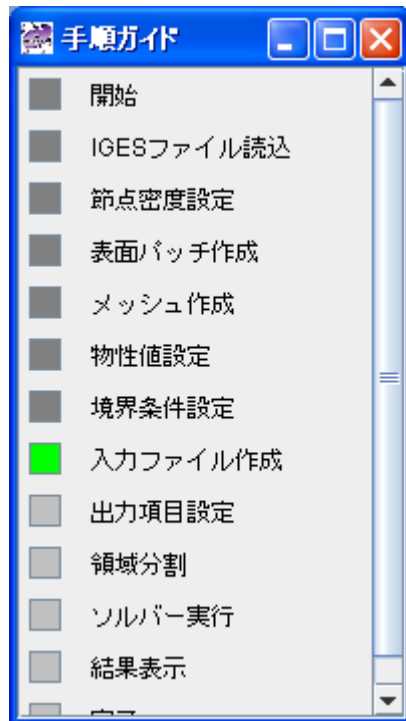 手順ガイド
開始
IGESファイル読込
節点密度設定
表面パッチ作成
メッシュ作成
物性値設定
境界条件設定
入力ファイル作成
出力項目設定
領域分割
ソルバー実行
結果表示